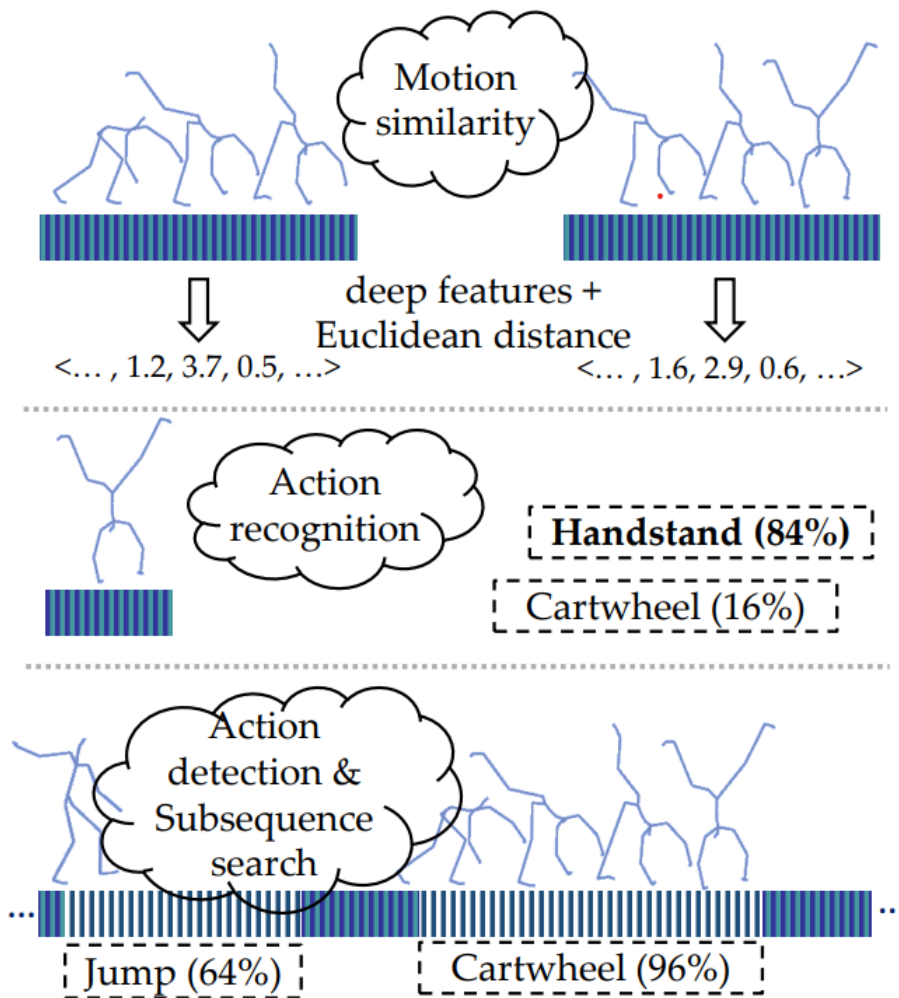 Motion
similarity
deep features +
Euclidean distance
<... , 1.2, 3.7, 0.5, ...>
<... , 1.6, 2.9, 0.6, ...>
Action
recognition
Handstand (84%)
Cartwheel (16%)
Action
detection &
Subsequence
search
...
..
Jump (64%)
Cartwheel (96%)